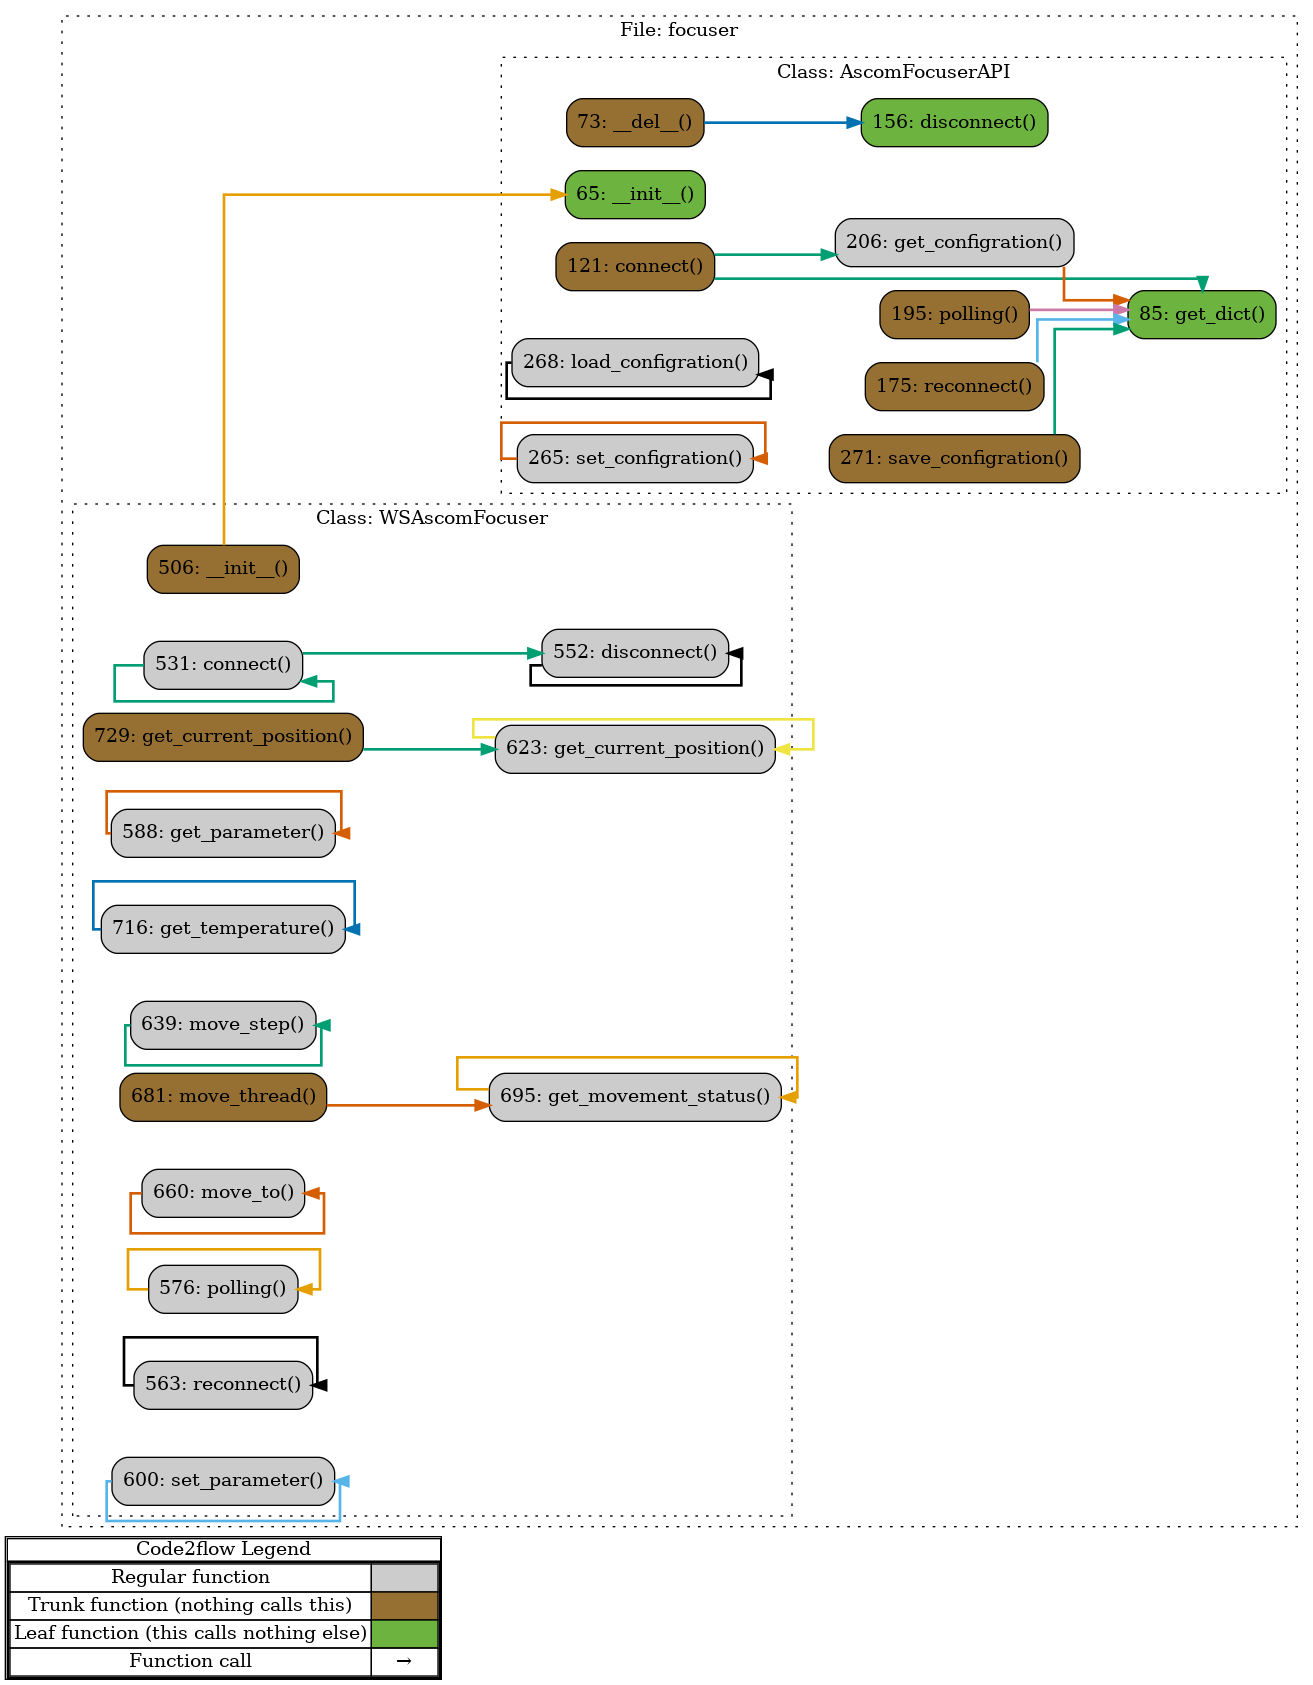 File: focuser
Class: AscomFocuserAPI
73: __del__()
156: disconnect()
65: __init__()
206: get_configration()
121: connect()
195: polling()
85: get_dict()
268: load_configration()
175: reconnect()
265: set_configration()
271: save_configration()
Class: WSAscomFocuser
506: __init__()
531: connect()
552: disconnect()
729: get_current_position()
623: get_current_position()
588: get_parameter()
716: get_temperature()
639: move_step()
681: move_thread()
695: get_movement_status()
660: move_to()
576: polling()
563: reconnect()
600: set_parameter()
Code2flow Legend
Regular function
Trunk function (nothing calls this)
Leaf function (this calls nothing else)
Function call →